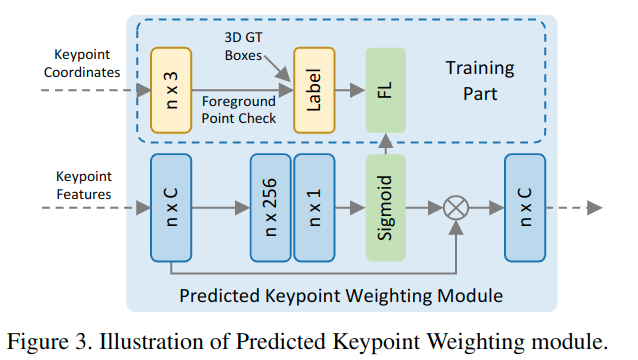 Keypoint
Coordinates
n x 3
3D GT
Boxes
Foreground
Point Check
Label
FL
Training
Part
Keypoint
Features
n x C
n x 256
n x 1
Sigmoid
n x C
Predicted Keypoint Weighting Module
Figure 3. Illustration of Predicted Keypoint Weighting module.